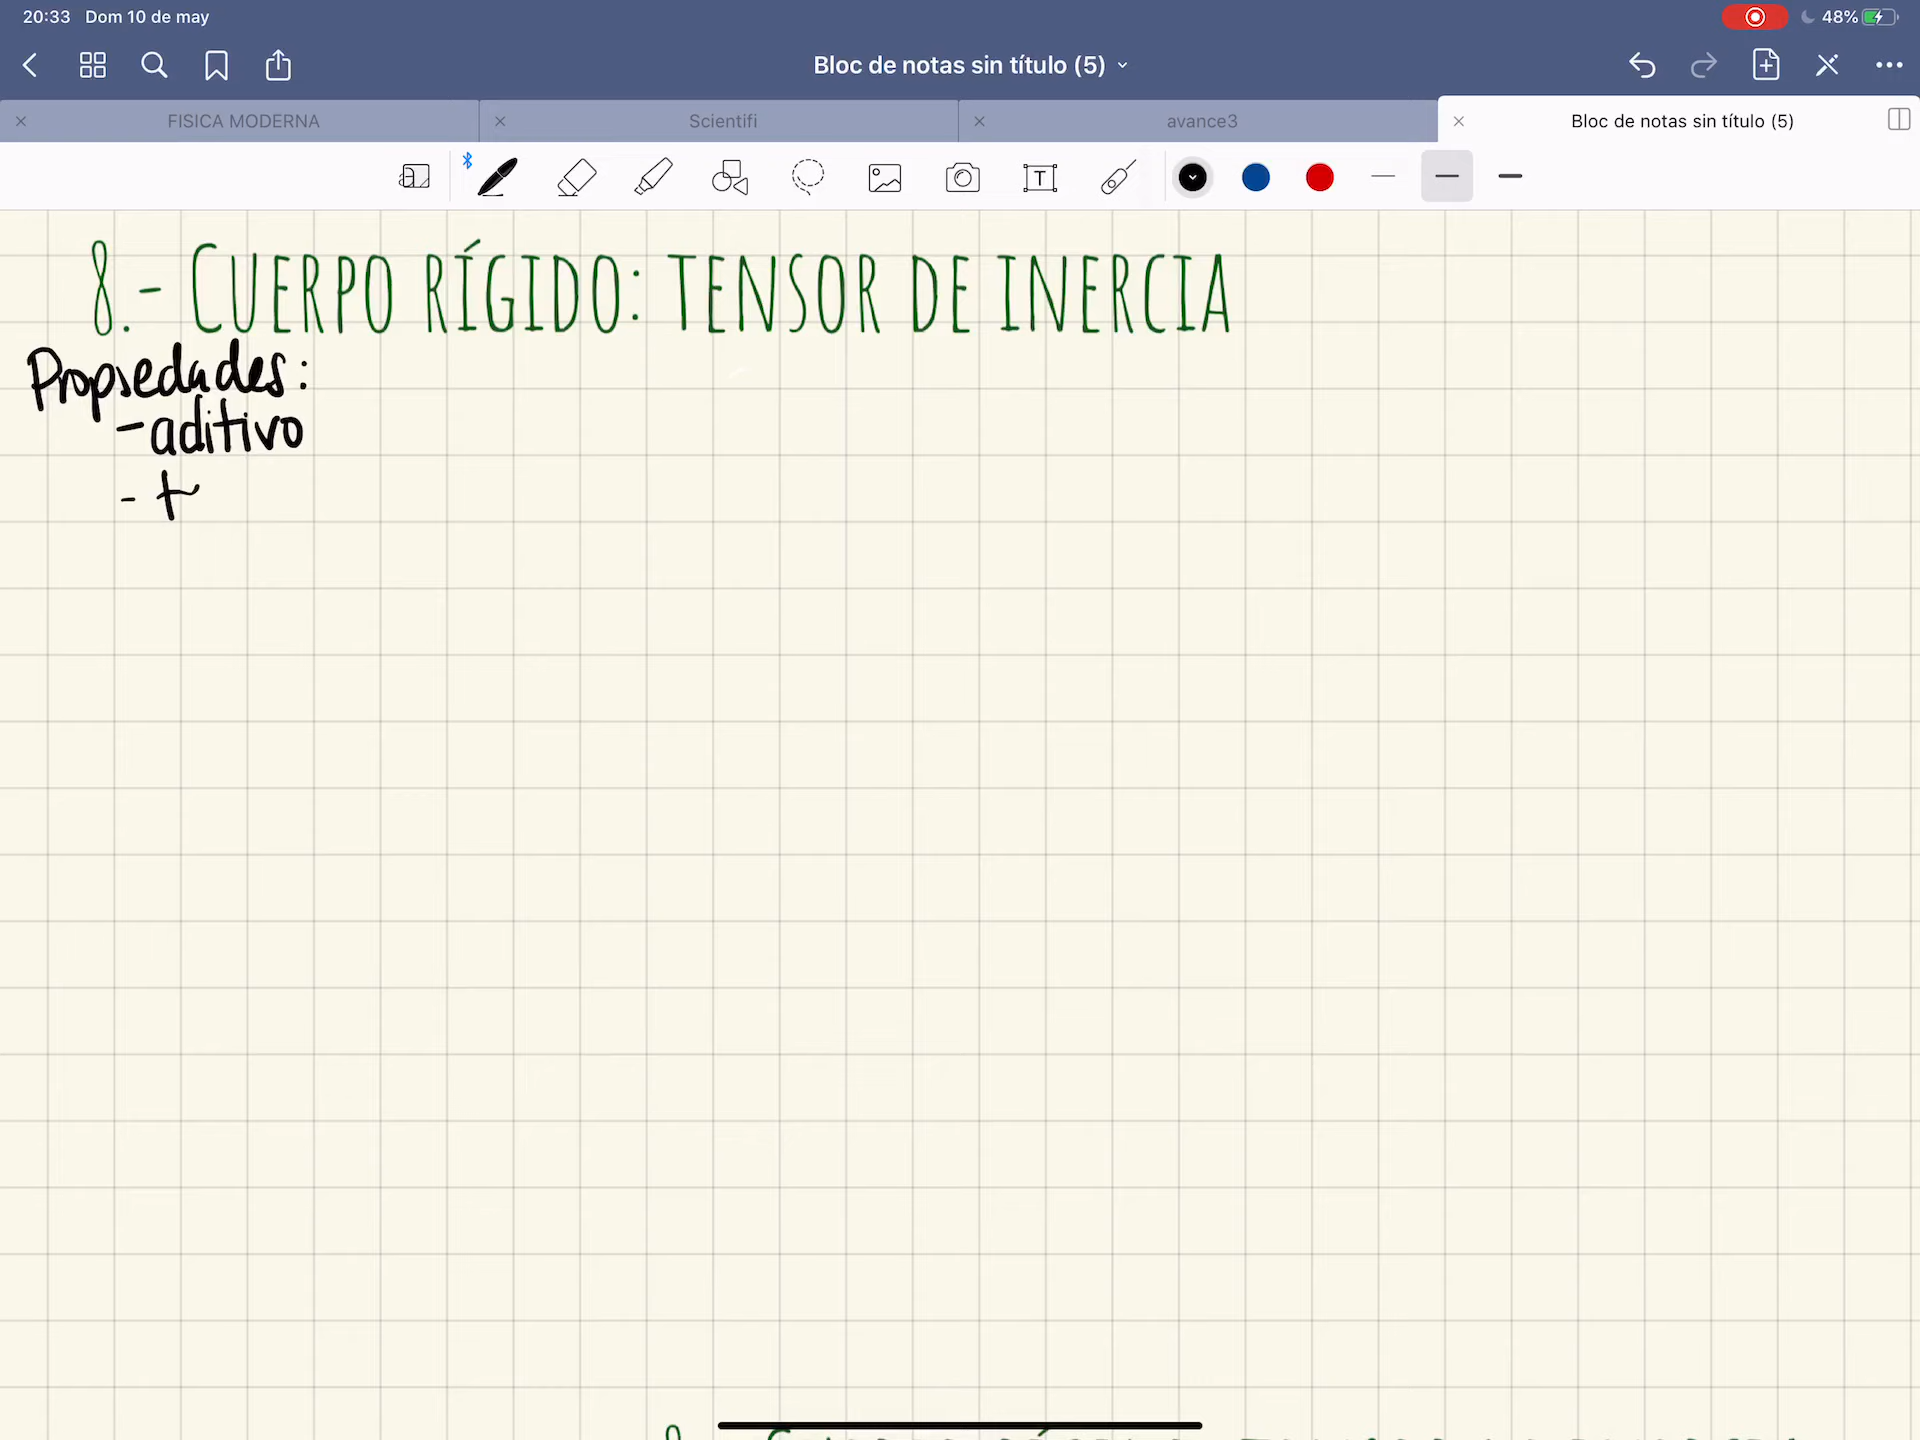 20:33 Dom 10 de may 48%
Bloc de notas sin título (5)
FISICA MODERNA Scientifi avance3 Bloc de notas sin título (5)
8.- CUERPO RÍGIDO: TENSOR DE INERCIA
Propiedades:
- aditivo
-